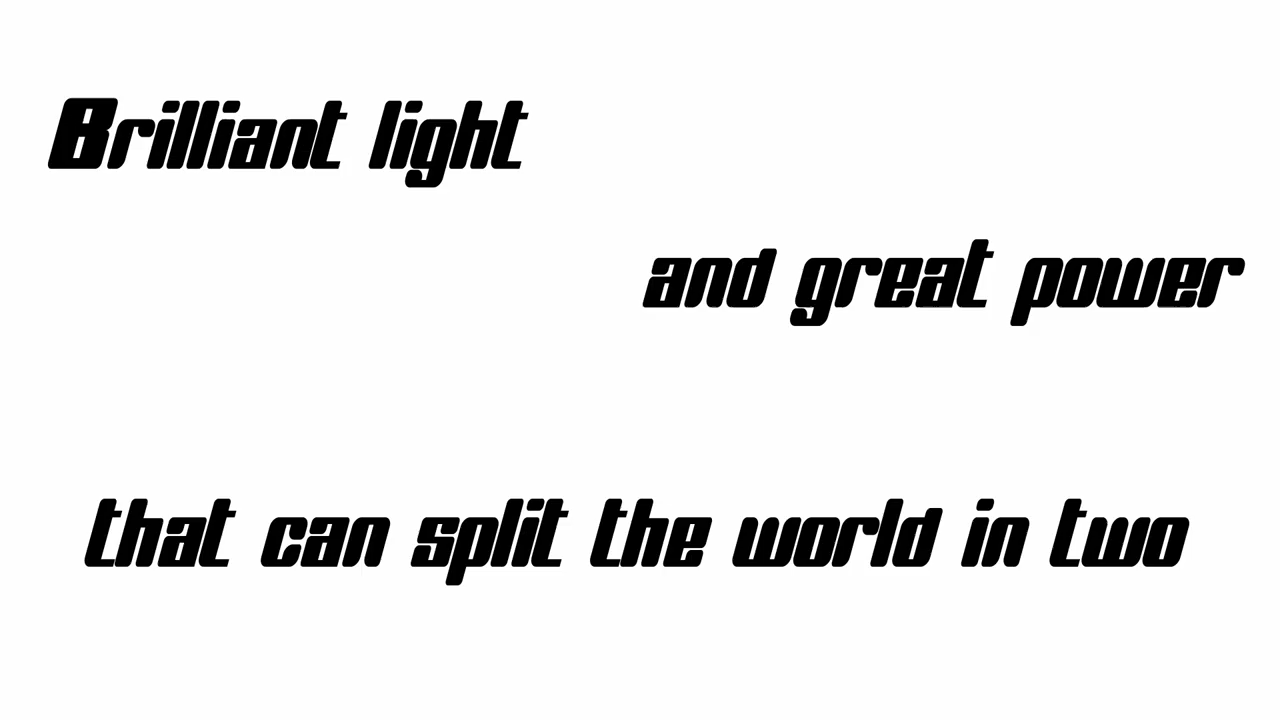 Brilliant light
and great power
that can split the world in two